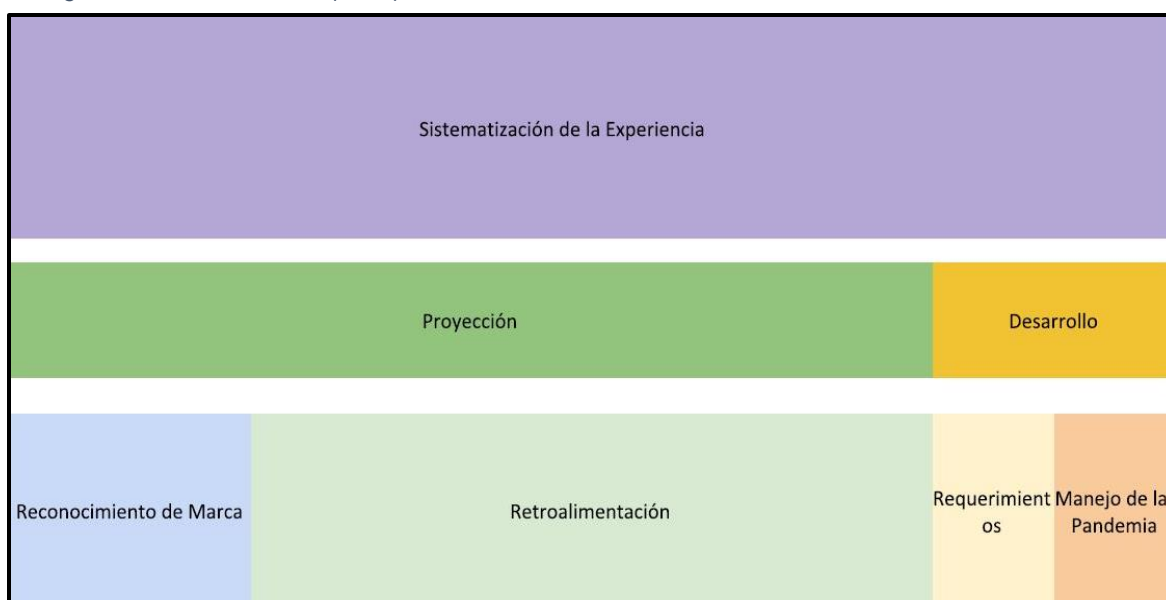 Sistematización de la Experiencia
Proyección
Desarrollo
Reconocimiento de Marca
Retroalimentación
Requerimient
os
Manejo de la
Pandemia